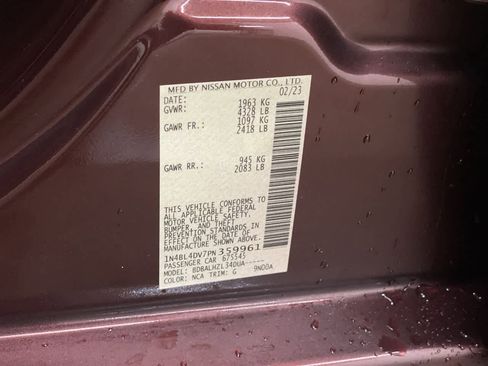 MFD BY NISSAN MOTOR CO., LTD.
DATE: 02/23
GVWR: 1963 KG
4328 LB
GAWR FR.: 1097 KG
2418 LB
GAWR RR.: 945 KG
2083 LB
THIS VEHICLE CONFORMS
TO ALL APPLICABLE FEDERAL
MOTOR VEHICLE SAFETY,
BUMPER, AND THEFT
PREVENTION STANDARDS IN
EFFECT ON THE DATE OF
MANUFACTURE SHOWN ABOVE.
1N4BL4DV7PN359961
PASSENGER CAR 675545
MODEL: BDBALHZL34DUA-----
COLOR: NCA TRIM: G 9N00A